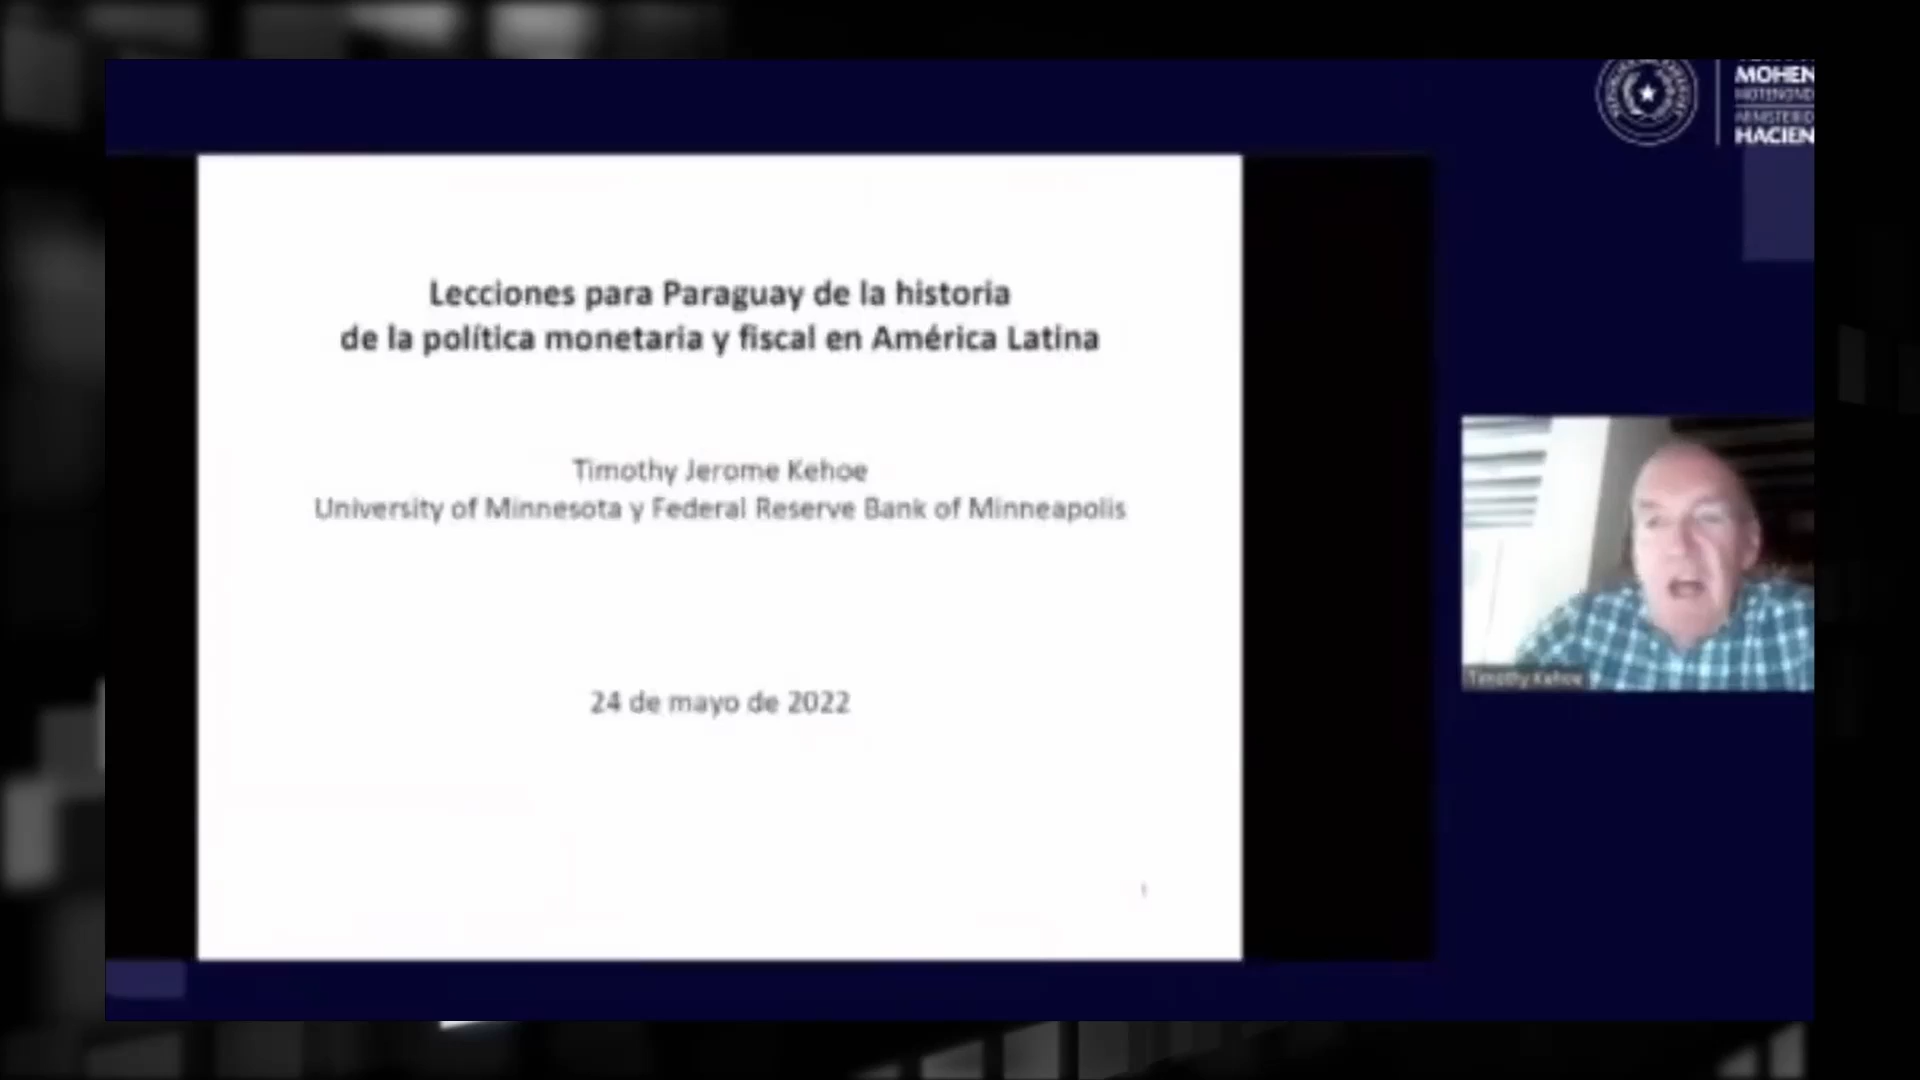 MOHEN
MINISTERIO
HACIEN
Lecciones para Paraguay de la historia
de la política monetaria y fiscal en América Latina
Timothy Jerome Kehoe
University of Minnesota y Federal Reserve Bank of Minneapolis
24 de mayo de 2022
Timothy Kehoe